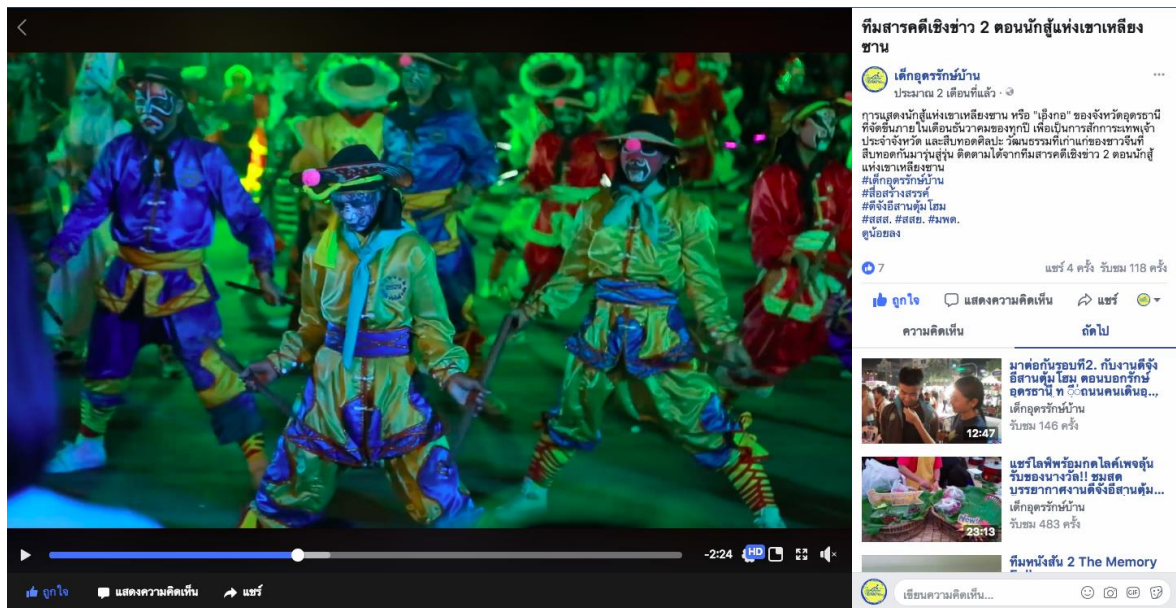 ทีมสารคดีเชิงข่าว 2 ตอนนักสู้แห่งเขาเหลียง
ซาน
เด็กอุดรรักษ์บ้าน
ประมาณ 2 เดือนที่แล้ว ·
การแสดงนักสู้แห่งเขาเหลียงซาน หรือ "เอ็งกอ" ของจังหวัดอุดรธานี
ที่จัดขึ้นภายในเดือนธันวาคมของทุกปี เพื่อเป็นการสักการะเทพเจ้า
ประจำจังหวัด และสืบทอดศิลปะ วัฒนธรรมที่เก่าแก่ของชาวจีนที่
สืบทอดกันมารุ่นสู่รุ่น ติดตามได้จากทีมสารคดีเชิงข่าว 2 ตอนนักสู้
แห่งเขาเหลียงซาน
#เด็กอุดรรักษ์บ้าน
#สื่อสร้างสรรค์
#ดีจังอีสานตุ้มโฮม
#สสส. #สสย. #มพด.
ดูน้อยลง
7 แชร์ 4 ครั้ง รับชม 118 ครั้ง
ถูกใจ แสดงความคิดเห็น แชร์
ความคิดเห็น ถัดไป
มาต่อกันรอบที่2. กับงานดีจัง
อีสานตุ้มโฮม ตอนบอกรักษ์
อุดรธานี ท ี่ถนนคนเดินอุ...
เด็กอุดรรักษ์บ้าน
รับชม 146 ครั้ง
12:47
แชร์ไลฟ์พร้อมกดไลค์เพจลุ้น
รับของนางวัล!! ชมสด
บรรยากาศงานดีจังอีสานตุ้ม...
เด็กอุดรรักษ์บ้าน
รับชม 483 ครั้ง
23:13
ทีมหนังสั้น 2 The Memory
-2:24 HD
ถูกใจ แสดงความคิดเห็น แชร์
เขียนความคิดเห็น... GIF